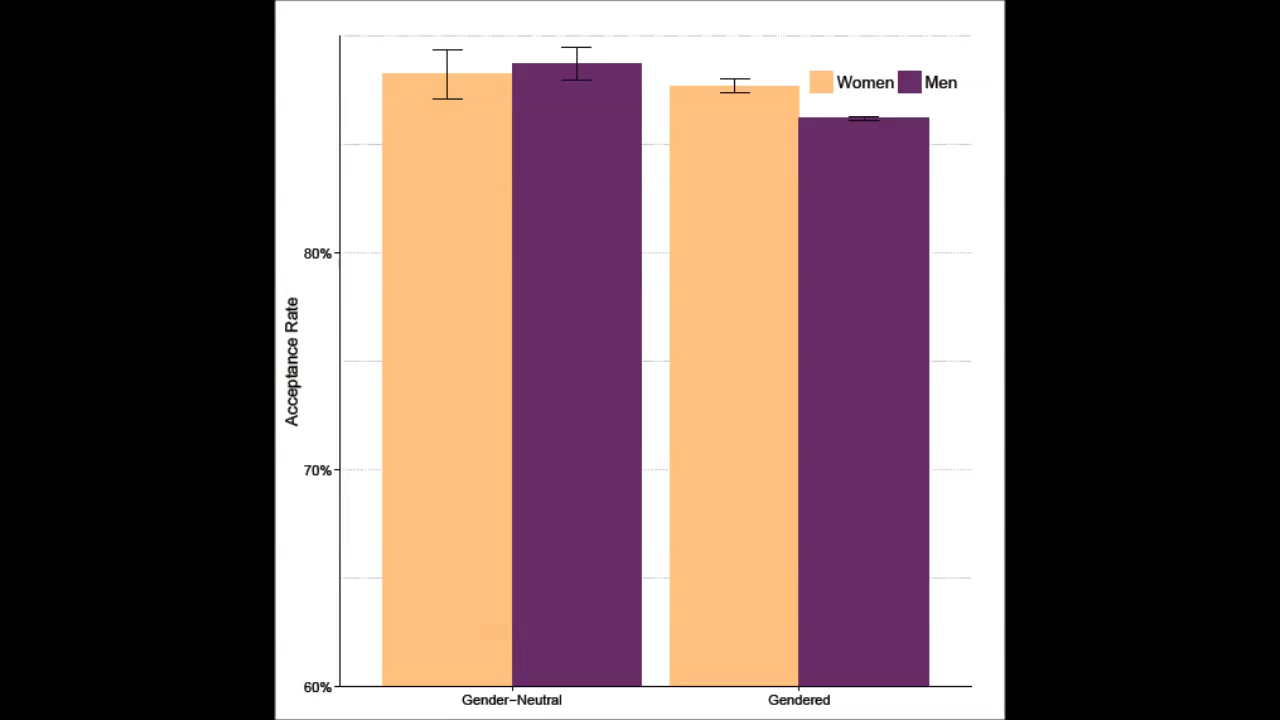 Women Men
80%
Acceptance Rate
70%
60%
Gender-Neutral Gendered